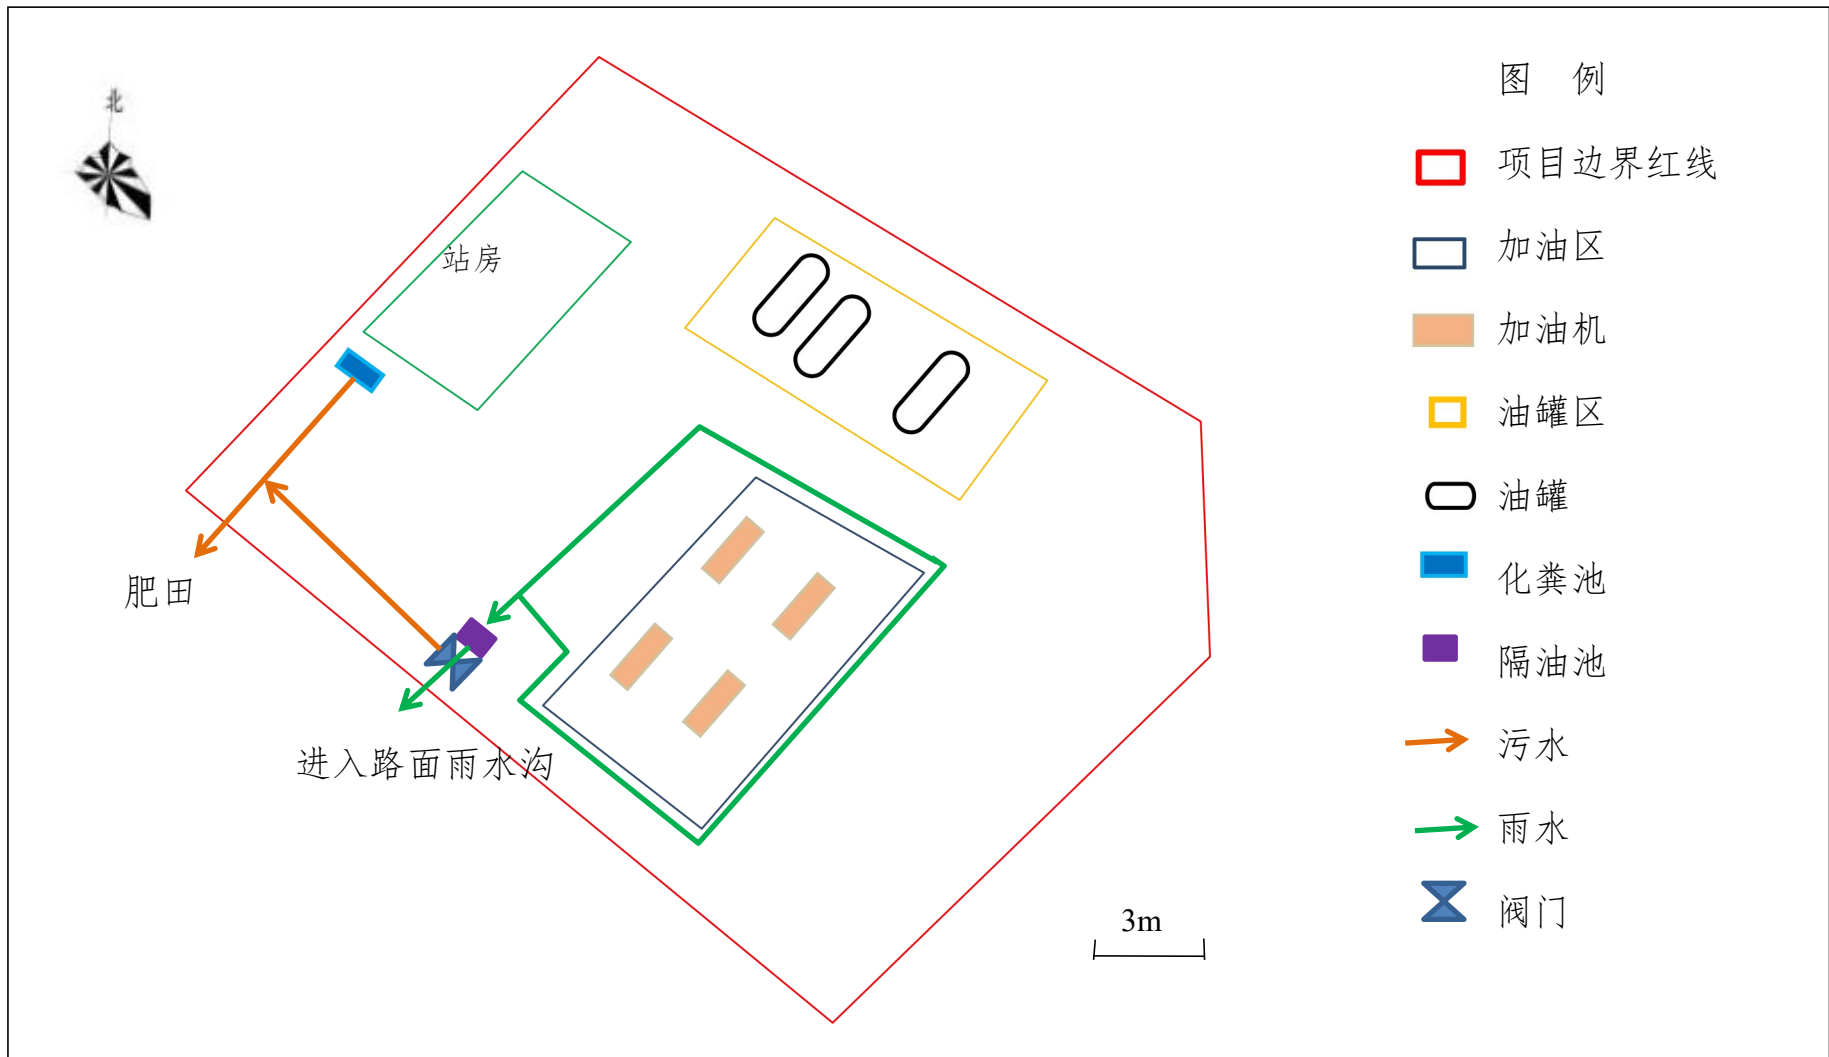 北
站房
肥田
进入路面雨水沟
3m
图 例
项目边界红线
加油区
加油机
油罐区
油罐
化粪池
隔油池
污水
雨水
阀门